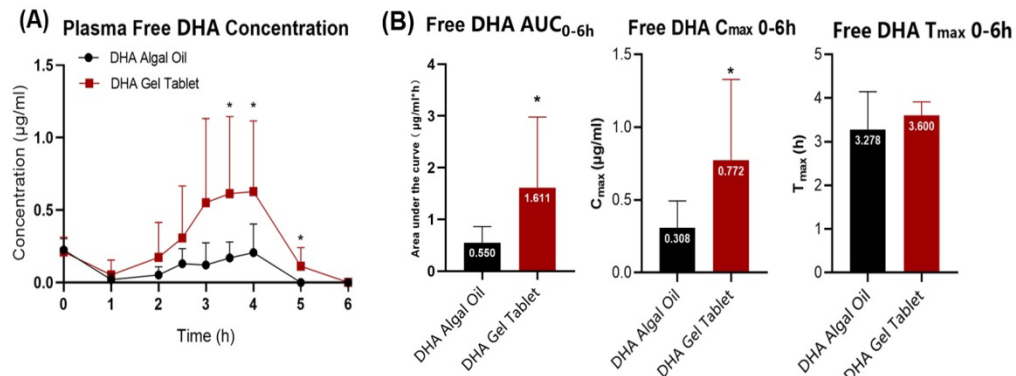 (A) Plasma Free DHA Concentration
DHA Algal Oil
DHA Gel Tablet
Concentration (μg/ml)
1.5
1.0
0.5
0.0
* * *
0 1 2 3 4 5 6
Time (h)
(B) Free DHA AUC0-6h
Area under the curve ( μg/ml*h)
4
3
2
1
0
*
0.550
1.611
DHA Algal Oil
DHA Gel Tablet
Free DHA Cmax 0-6h
Cmax (μg/ml)
1.5
1.0
0.5
0.0
*
0.308
0.772
DHA Algal Oil
DHA Gel Tablet
Free DHA Tmax 0-6h
Tmax (h)
5
4
3
2
1
0
3.278
3.600
DHA Algal Oil
DHA Gel Tablet